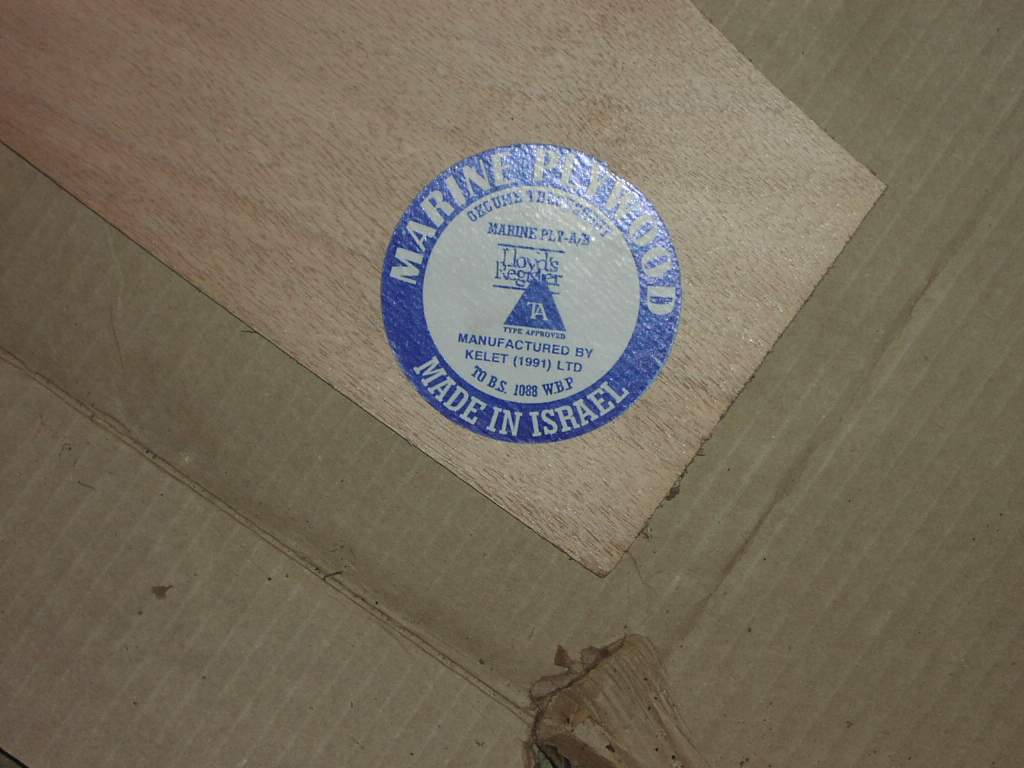 MARINE PLYWOOD
OKOUME
MARINE PLY-A/B
Lloyd's
Register
TA
TYPE APPROVED
MANUFACTURED BY
KELET (1991) LTD
TO B.S. 1088 W.B.P
MADE IN ISRAEL